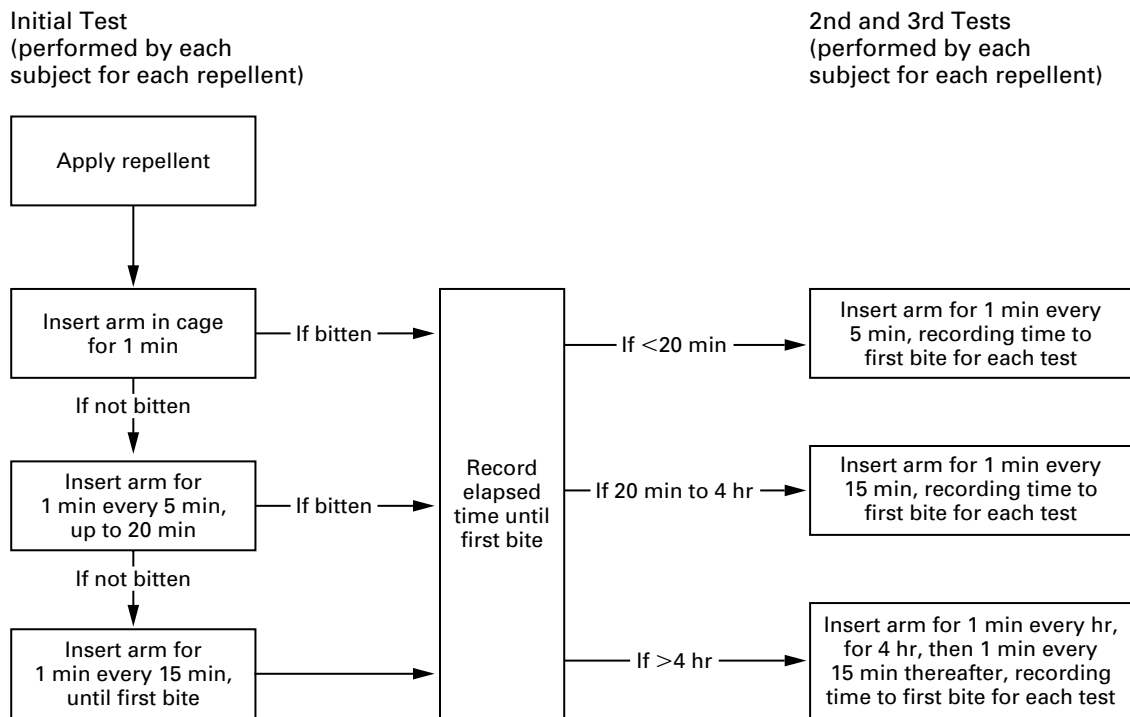 Initial Test
(performed by each
subject for each repellent)
2nd and 3rd Tests
(performed by each
subject for each repellent)
Apply repellent
Insert arm in cage
for 1 min
If bitten
If not bitten
Insert arm for
1 min every 5 min,
up to 20 min
If bitten
If not bitten
Insert arm for
1 min every 15 min,
until first bite
Record
elapsed
time until
first bite
If <20 min
Insert arm for 1 min every
5 min, recording time to
first bite for each test
If 20 min to 4 hr
Insert arm for 1 min every
15 min, recording time to
first bite for each test
If >4 hr
Insert arm for 1 min every hr,
for 4 hr, then 1 min every
15 min thereafter, recording
time to first bite for each test